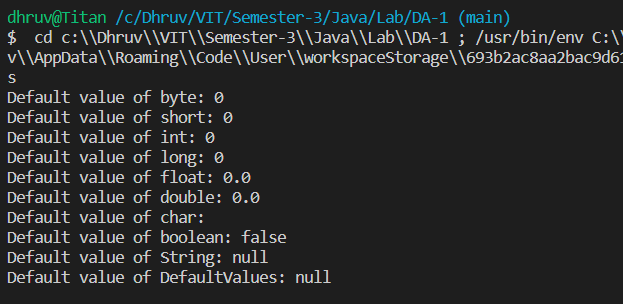 dhruv@Titan /c/Dhruv/VIT/Semester-3/Java/Lab/DA-1 (main)
$  cd c:\\Dhruv\\VIT\\Semester-3\\Java\\Lab\\DA-1 ; /usr/bin/env C:\\
v\\AppData\\Roaming\\Code\\User\\workspaceStorage\\693b2ac8aa2bac9d61
s
Default value of byte: 0
Default value of short: 0
Default value of int: 0
Default value of long: 0
Default value of float: 0.0
Default value of double: 0.0
Default value of char:
Default value of boolean: false
Default value of String: null
Default value of DefaultValues: null